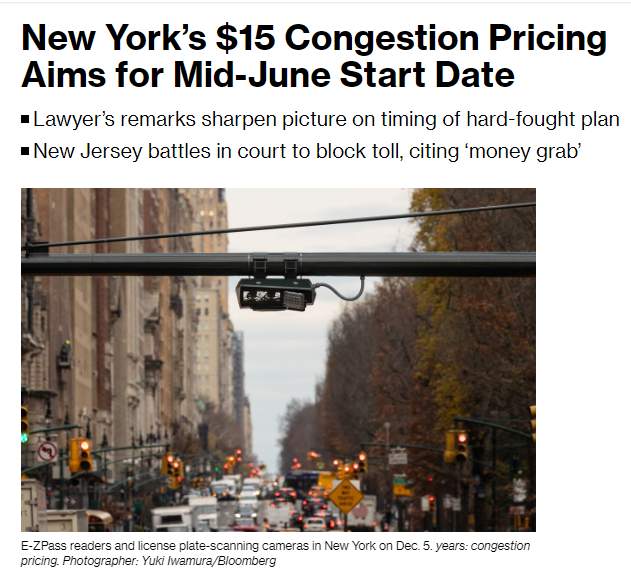 New York’s $15 Congestion Pricing
Aims for Mid-June Start Date
Lawyer’s remarks sharpen picture on timing of hard-fought plan
New Jersey battles in court to block toll, citing ‘money grab’
E-ZPass readers and license plate-scanning cameras in New York on Dec. 5. years: congestion
pricing. Photographer: Yuki Iwamura/Bloomberg